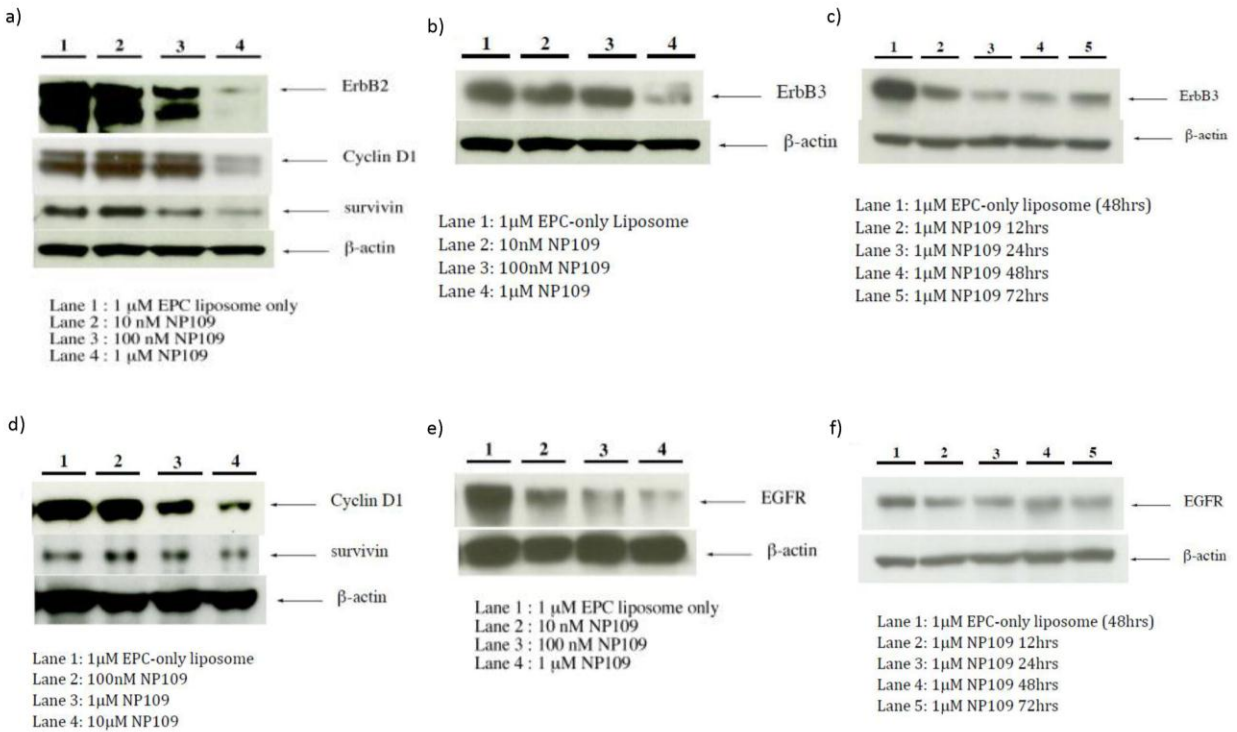 a)
1 2 3 4
ErbB2
Cyclin D1
survivin
β-actin
Lane 1 : 1 μM EPC liposome only
Lane 2 : 10 nM NP109
Lane 3 : 100 nM NP109
Lane 4 : 1 μM NP109
b)
1 2 3 4
ErbB3
β-actin
Lane 1: 1μM EPC-only Liposome
Lane 2: 10nM NP109
Lane 3: 100nM NP109
Lane 4: 1μM NP109
c)
1 2 3 4 5
ErbB3
β-actin
Lane 1: 1μM EPC-only liposome (48hrs)
Lane 2: 1μM NP109 12hrs
Lane 3: 1μM NP109 24hrs
Lane 4: 1μM NP109 48hrs
Lane 5: 1μM NP109 72hrs
d)
1 2 3 4
Cyclin D1
survivin
β-actin
Lane 1: 1μM EPC-only liposome
Lane 2: 100nM NP109
Lane 3: 1μM NP109
Lane 4: 10μM NP109
e)
1 2 3 4
EGFR
β-actin
Lane 1 : 1 μM EPC liposome only
Lane 2 : 10 nM NP109
Lane 3 : 100 nM NP109
Lane 4 : 1 μM NP109
f)
1 2 3 4 5
EGFR
β-actin
Lane 1: 1μM EPC-only liposome (48hrs)
Lane 2: 1μM NP109 12hrs
Lane 3: 1μM NP109 24hrs
Lane 4: 1μM NP109 48hrs
Lane 5: 1μM NP109 72hrs